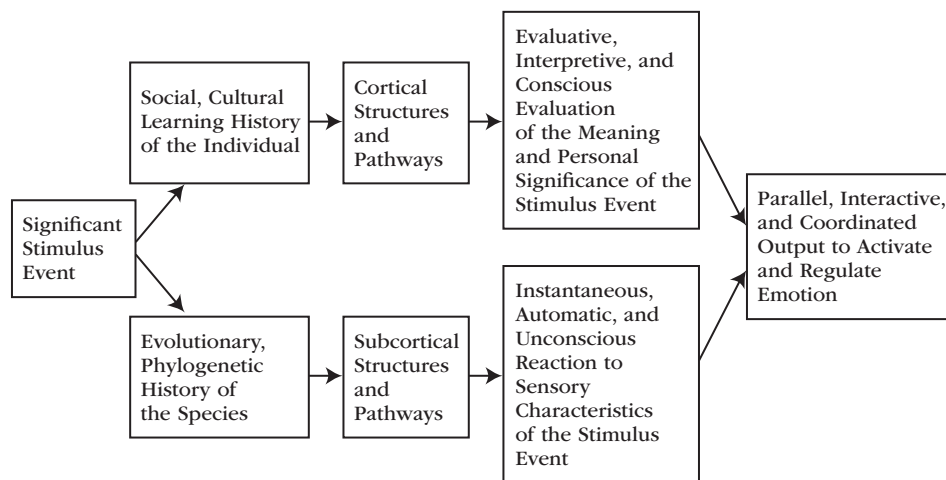 Significant
Stimulus
Event
Social, Cultural
Learning History
of the Individual
Cortical
Structures
and
Pathways
Evaluative,
Interpretive, and
Conscious
Evaluation
of the Meaning
and Personal
Significance of the
Stimulus Event
Evolutionary,
Phylogenetic
History of
the Species
Subcortical
Structures
and
Pathways
Instantaneous,
Automatic, and
Unconscious
Reaction to
Sensory
Characteristics
of the Stimulus
Event
Parallel, Interactive,
and Coordinated
Output to Activate
and Regulate
Emotion